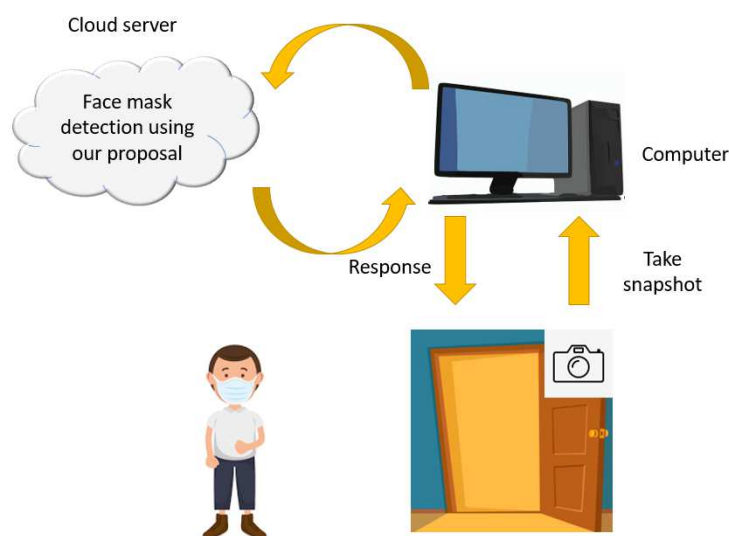 Cloud server
Face mask
detection using
our proposal
Computer
Response
Take
snapshot